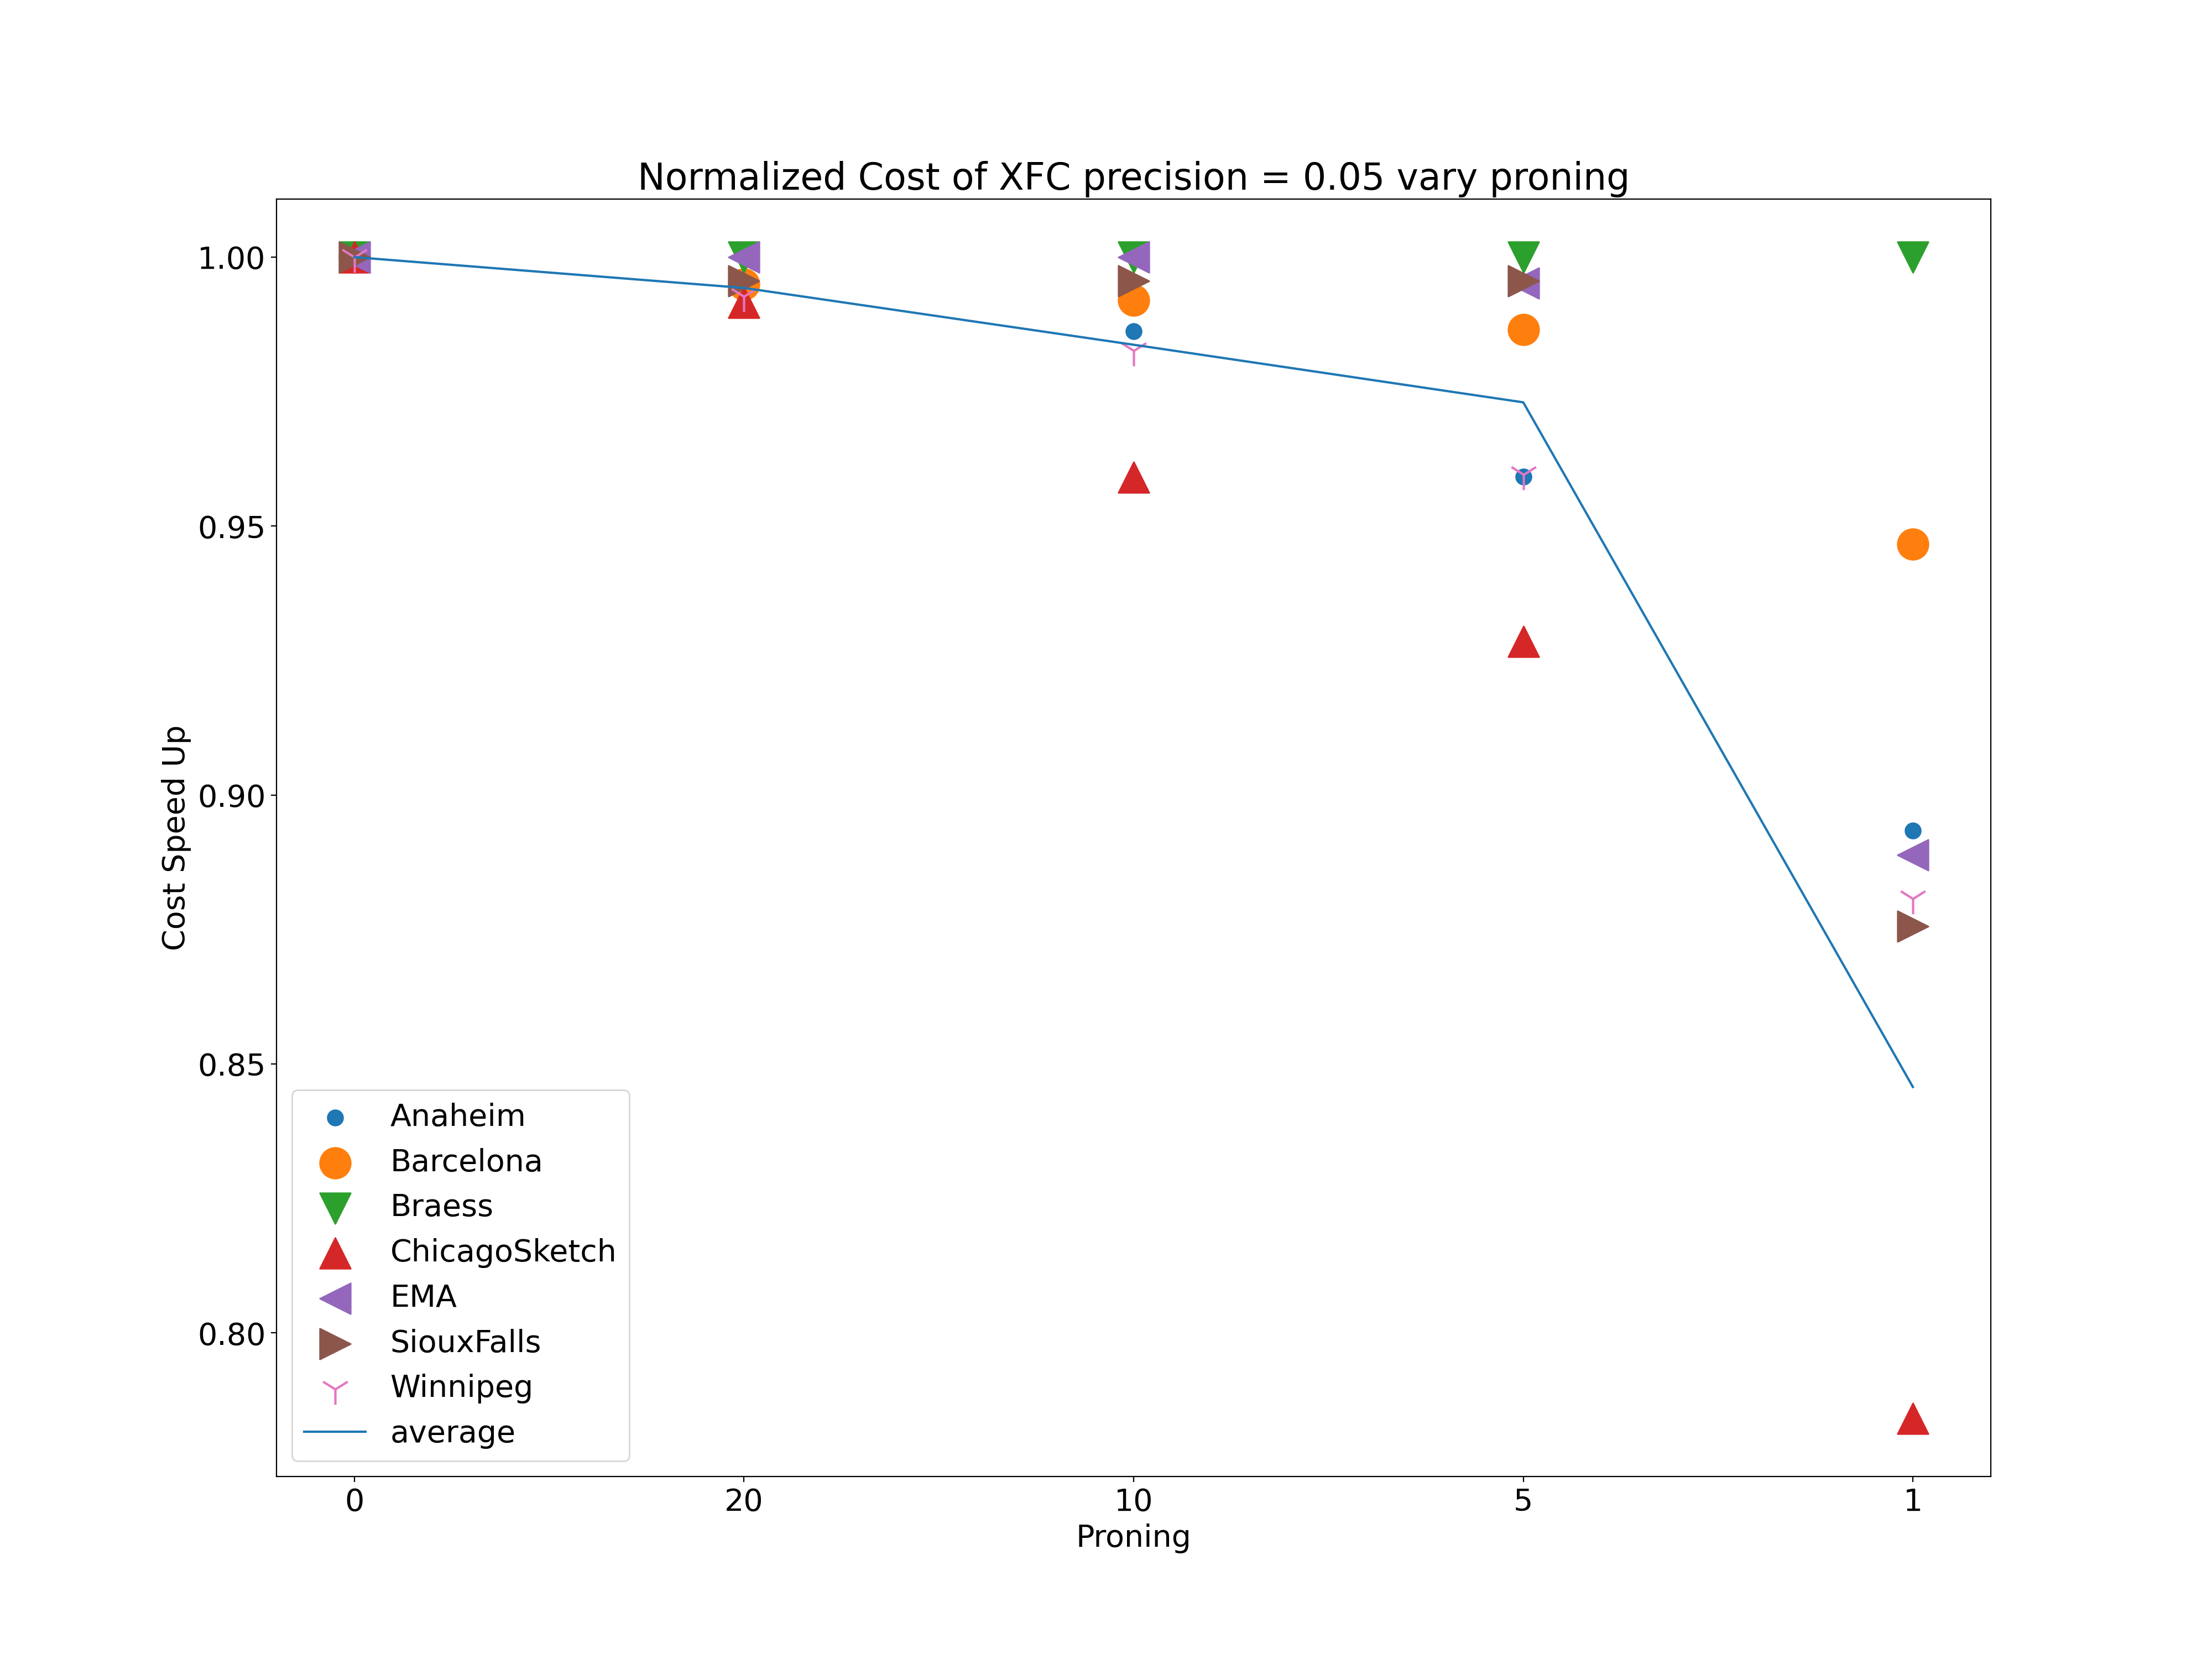 Normalized Cost of XFC precision = 0.05 vary proning
1.00
0.95
0.90
0.85
0.80
Cost Speed Up
Anaheim
Barcelona
Braess
ChicagoSketch
EMA
SiouxFalls
Winnipeg
average
0 20 10 5 1
Proning